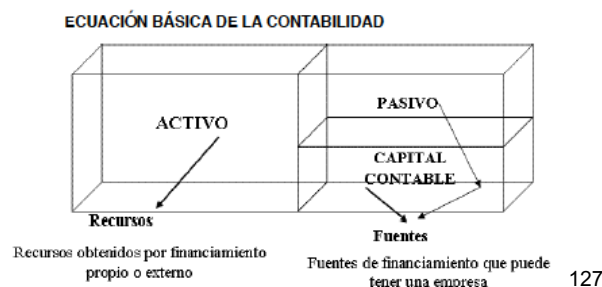 ECUACIÓN BÁSICA DE LA CONTABILIDAD
ACTIVO
PASIVO
CAPITAL
CONTABLE
Recursos
Recursos obtenidos por financiamiento
propio o externo
Fuentes
Fuentes de financiamiento que puede
tener una empresa
127